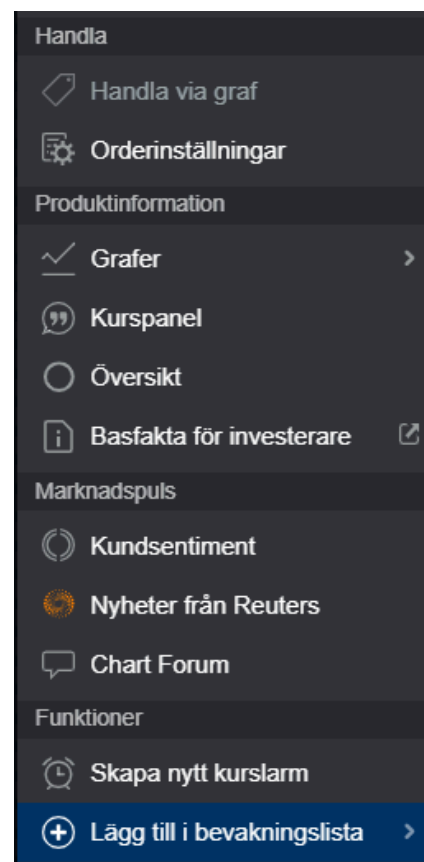 Handla
Handla via graf
Orderinställningar
Produktinformation
Grafer
Kurspanel
Översikt
Basfakta för investerare
Marknadspuls
Kundsentiment
Nyheter från Reuters
Chart Forum
Funktioner
Skapa nytt kurslarm
Lägg till i bevakningslista